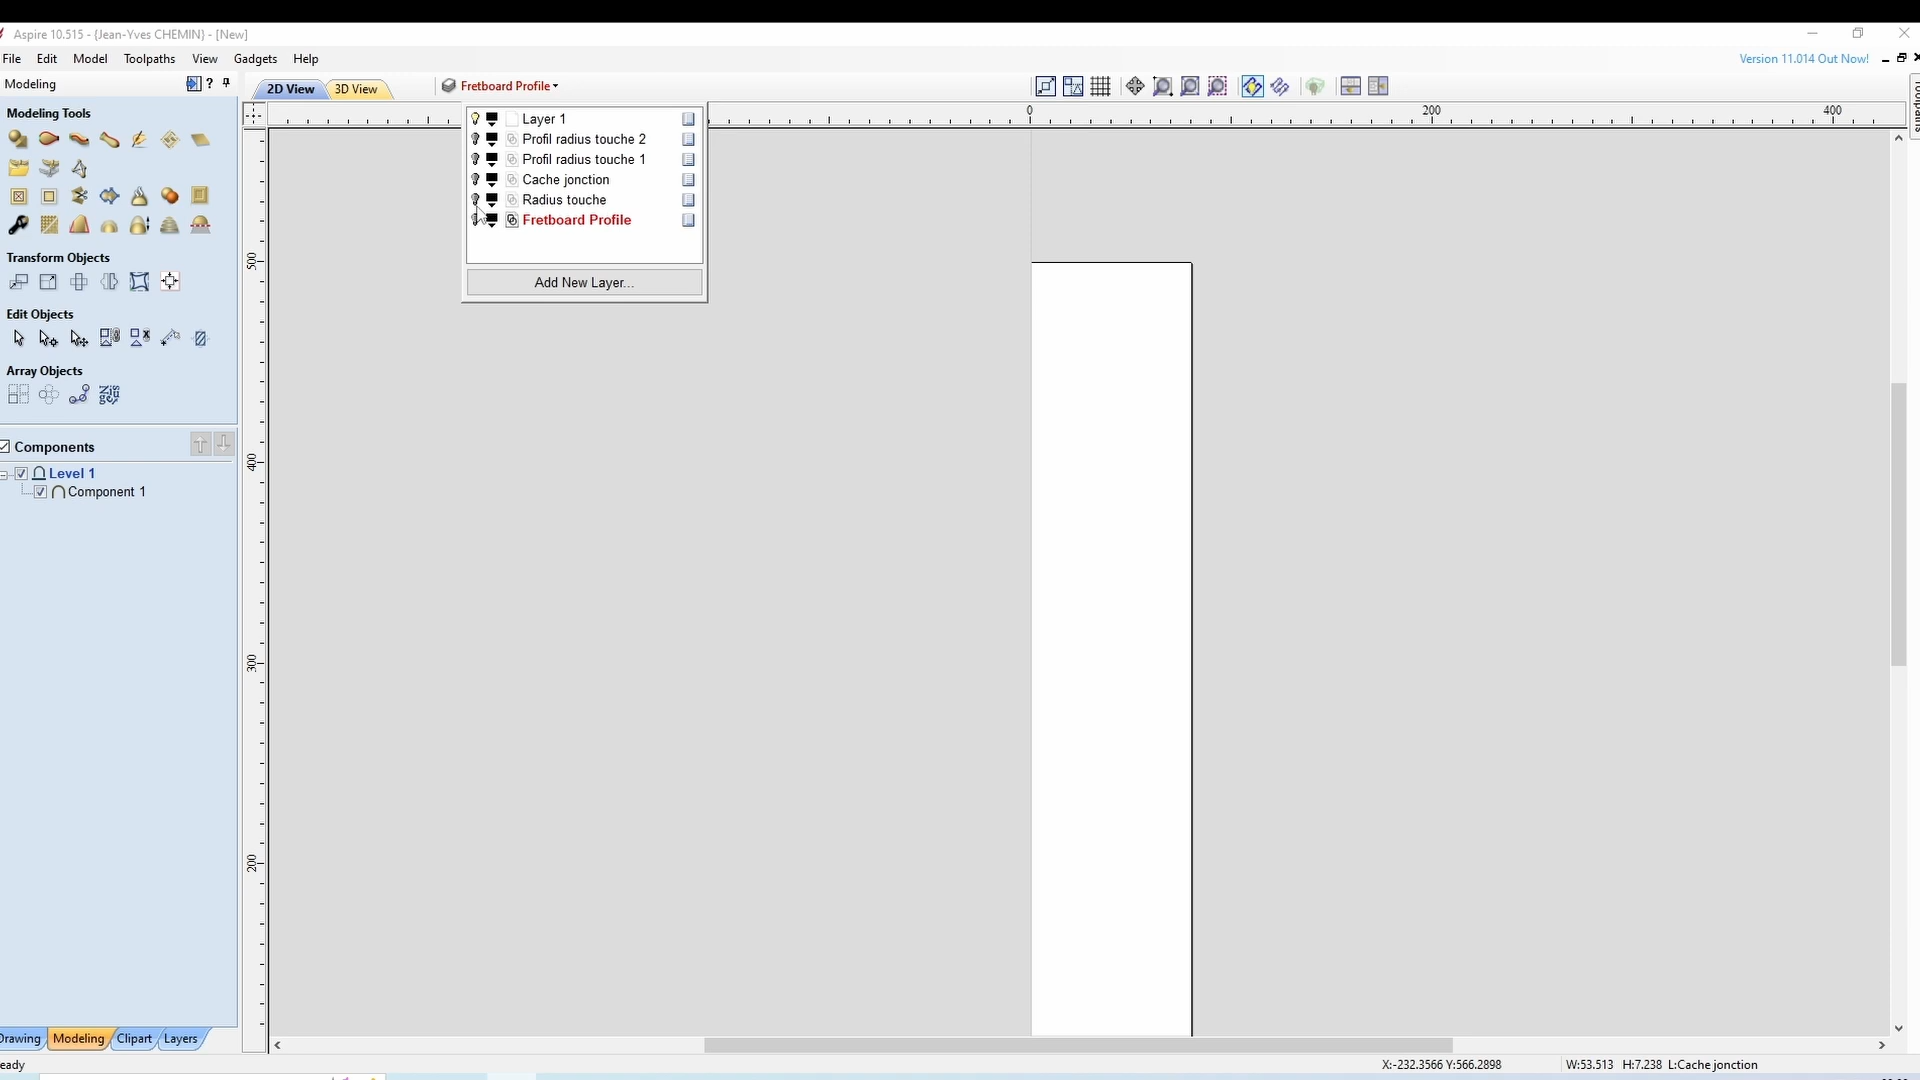 Aspire 10.515 - {Jean-Yves CHEMIN} - [New]
File Edit Model Toolpaths View Gadgets Help
Version 11.014 Out Now!
Modeling
?
2D View
3D View
Fretboard Profile
Modeling Tools
Layer 1
Profil radius touche 2
Profil radius touche 1
Cache jonction
Radius touche
Fretboard Profile
Add New Layer...
0
200
400
500
400
300
200
Transform Objects
Edit Objects
Array Objects
Components
Level 1
Component 1
Drawing
Modeling
Clipart
Layers
eady
X:-232.3566 Y:566.2898
W:53.513 H:7.238 L:Cache jonction